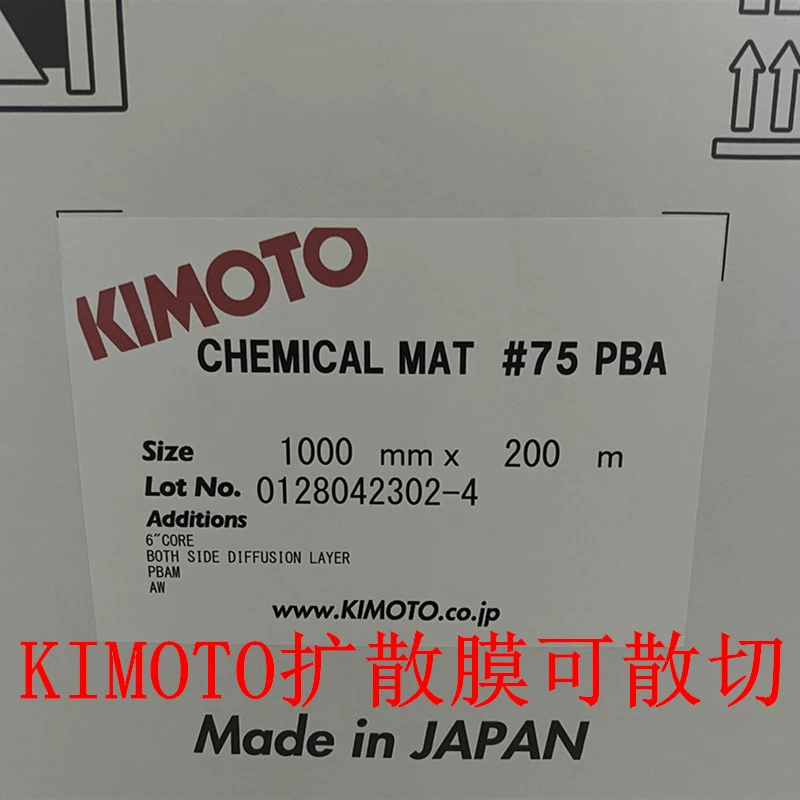 KIMOTO
CHEMICAL MAT #75 PBA
Size 1000 mm x 200 m
Lot No. 0128042302-4
Additions
6"CORE
BOTH SIDE DIFFUSION LAYER
PBAM
AW
www.KIMOTO.co.jp
KIMOTO扩散膜可散切
Made in JAPAN